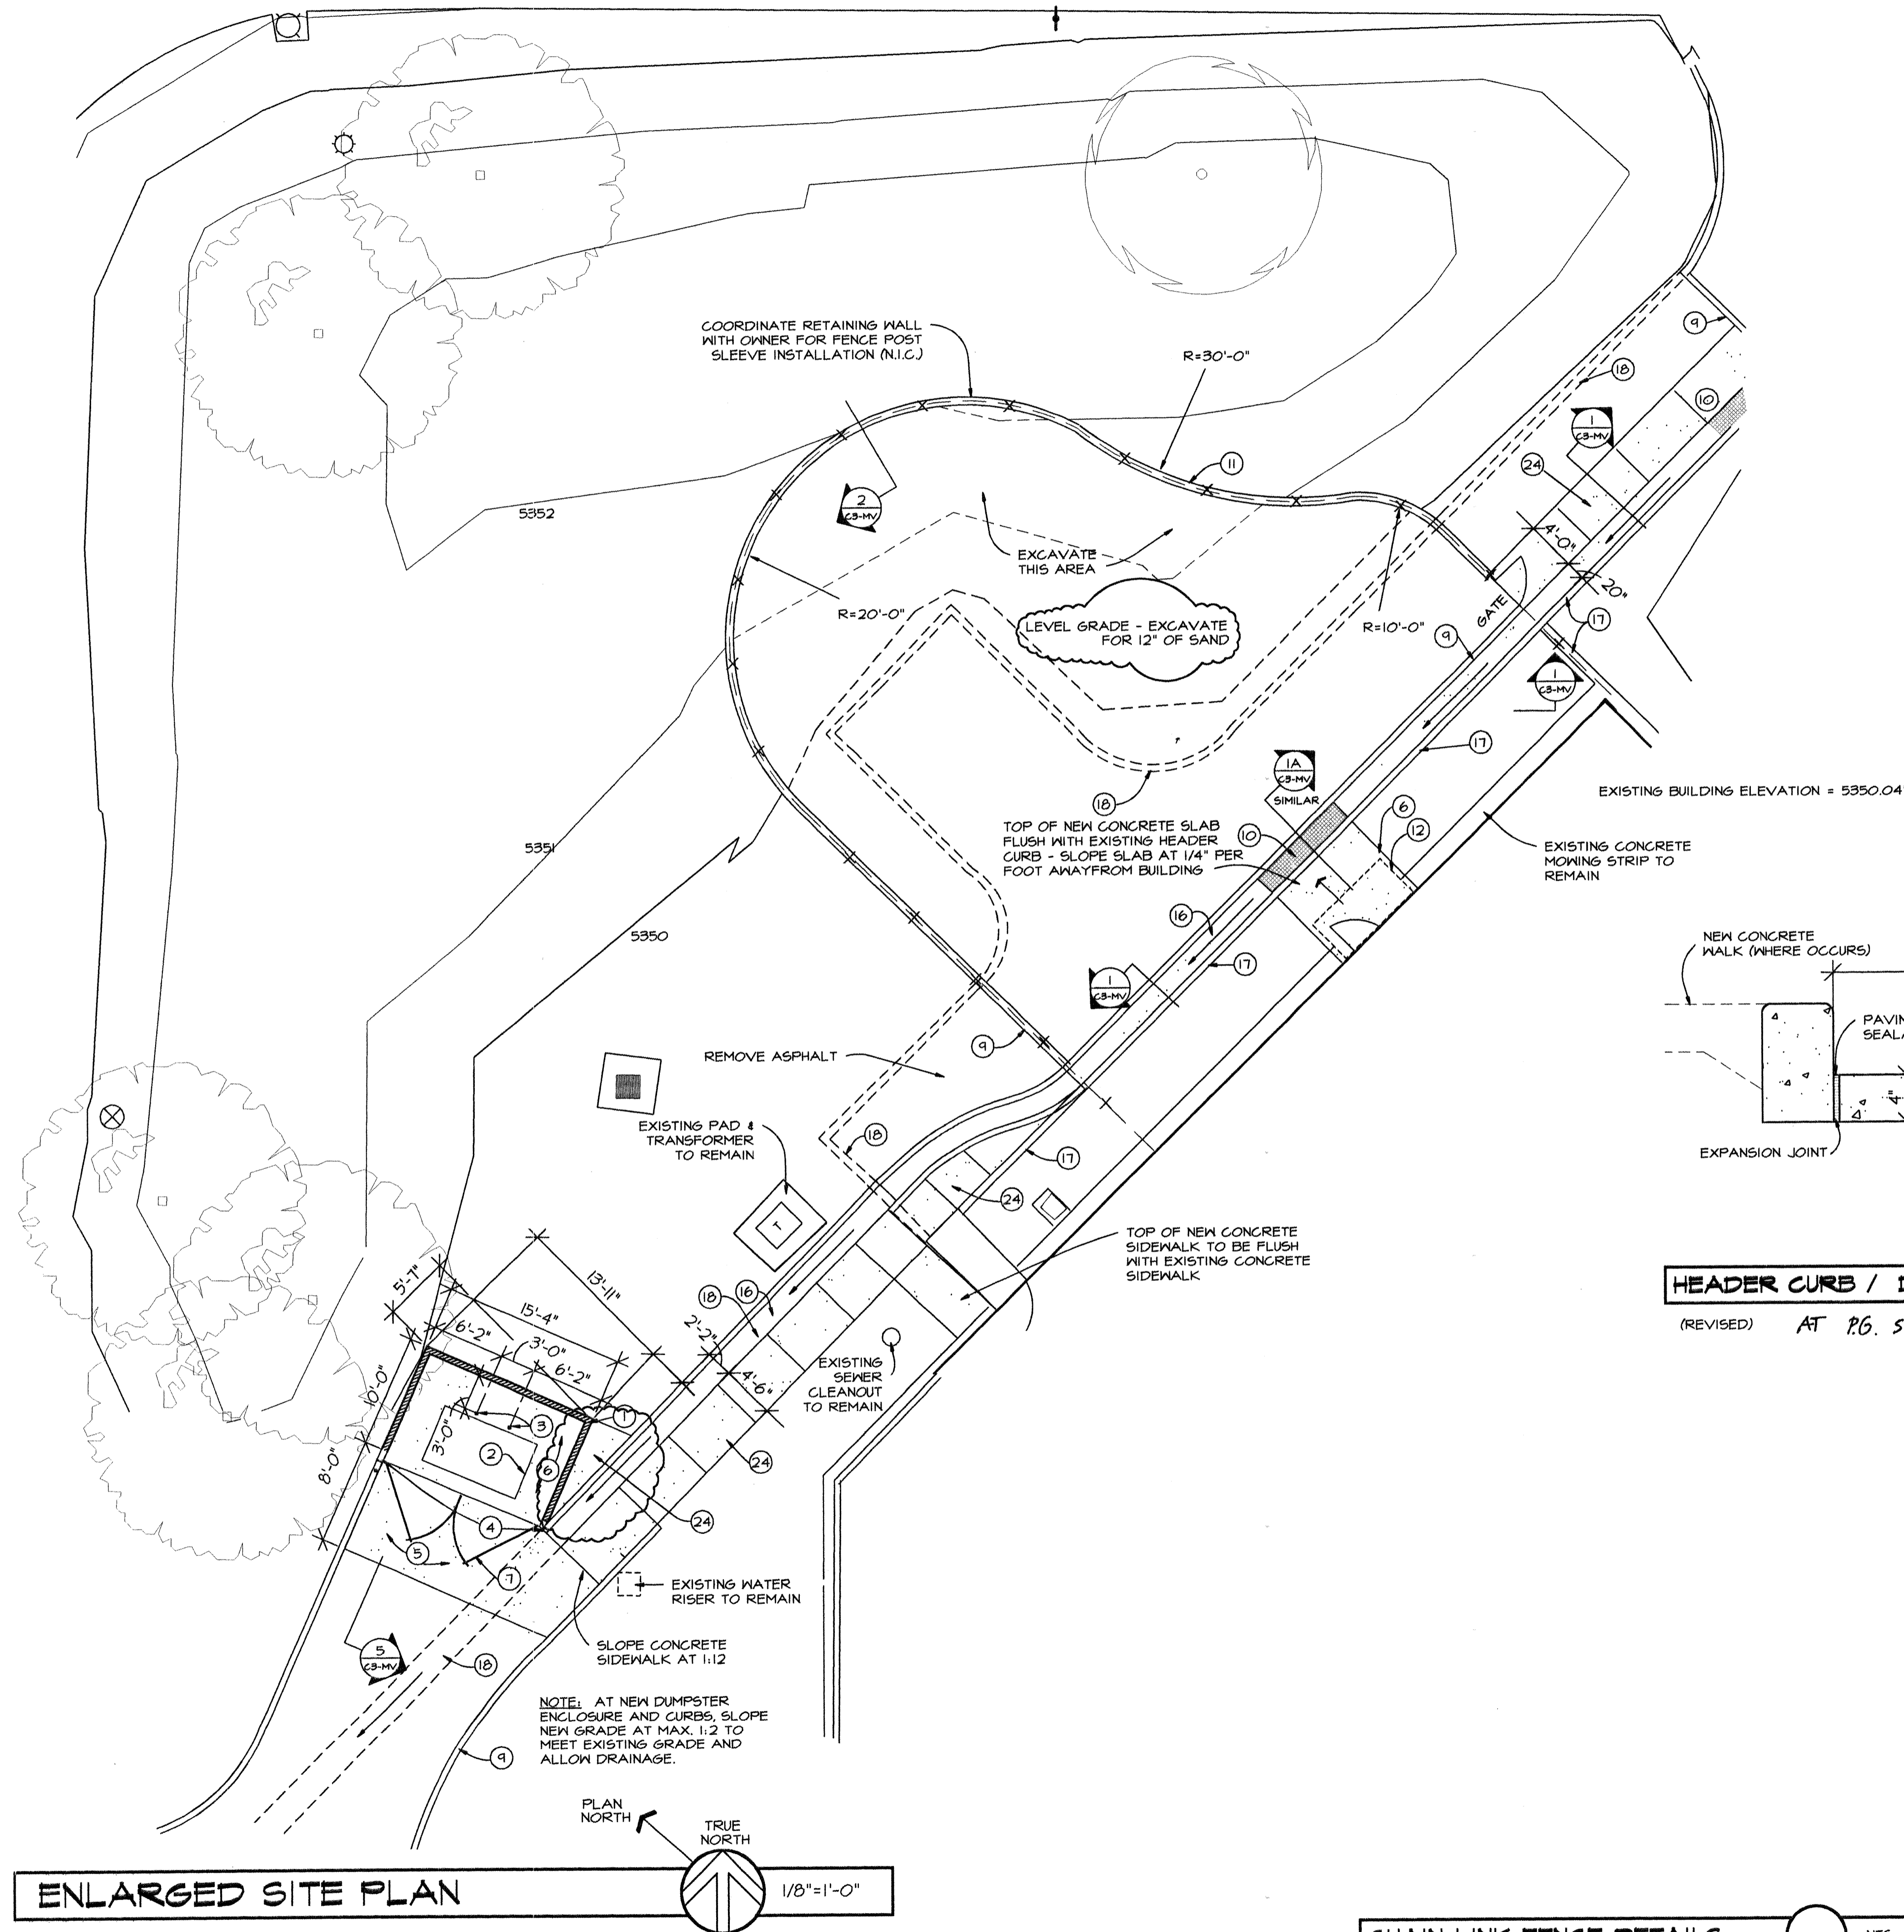 COORDINATE RETAINING WALL
WITH OWNER FOR FENCE POST
SLEEVE INSTALLATION (N.I.C.)
R=30'-0"
9
18
10
1
C3-MV
24
11
2
C3-MV
5352
4'-0"
20"
EXCAVATE
THIS AREA
R=20'-0"
LEVEL GRADE - EXCAVATE
FOR 12" OF SAND
R=10'-0"
GATE
9
17
1
C3-MV
17
1A
C3-MV
SIMILAR
18
EXISTING BUILDING ELEVATION = 5350.04
6
12
10
TOP OF NEW CONCRETE SLAB
FLUSH WITH EXISTING HEADER
CURB - SLOPE SLAB AT 1/4" PER
FOOT AWAYFROM BUILDING
EXISTING CONCRETE
MOWING STRIP TO
REMAIN
5351
16
5350
17
NEW CONCRETE
WALK (WHERE OCCURS)
1
C3-MV
PAVIN
SEALA
4"
EXPANSION JOINT
9
REMOVE ASPHALT
EXISTING PAD &
TRANSFORMER
TO REMAIN
T
18
17
24
TOP OF NEW CONCRETE
SIDEWALK TO BE FLUSH
WITH EXISTING CONCRETE
SIDEWALK
HEADER CURB /
(REVISED) AT P.G.
5'-7"
13'-11"
15'-4"
6'-2"
3'-0"
6'-2"
18
16
2'-2"
4'-6"
EXISTING
SEWER
CLEANOUT
TO REMAIN
10'-0"
8'-0"
3'-0"
1
3
2
6
4
5
7
24
24
EXISTING WATER
RISER TO REMAIN
SLOPE CONCRETE
SIDEWALK AT 1:12
5
C3-MV
18
NOTE: AT NEW DUMPSTER
ENCLOSURE AND CURBS, SLOPE
NEW GRADE AT MAX. 1:2 TO
MEET EXISTING GRADE AND
ALLOW DRAINAGE.
9
PLAN
NORTH
TRUE
NORTH
ENLARGED SITE PLAN
1/8"=1'-0"